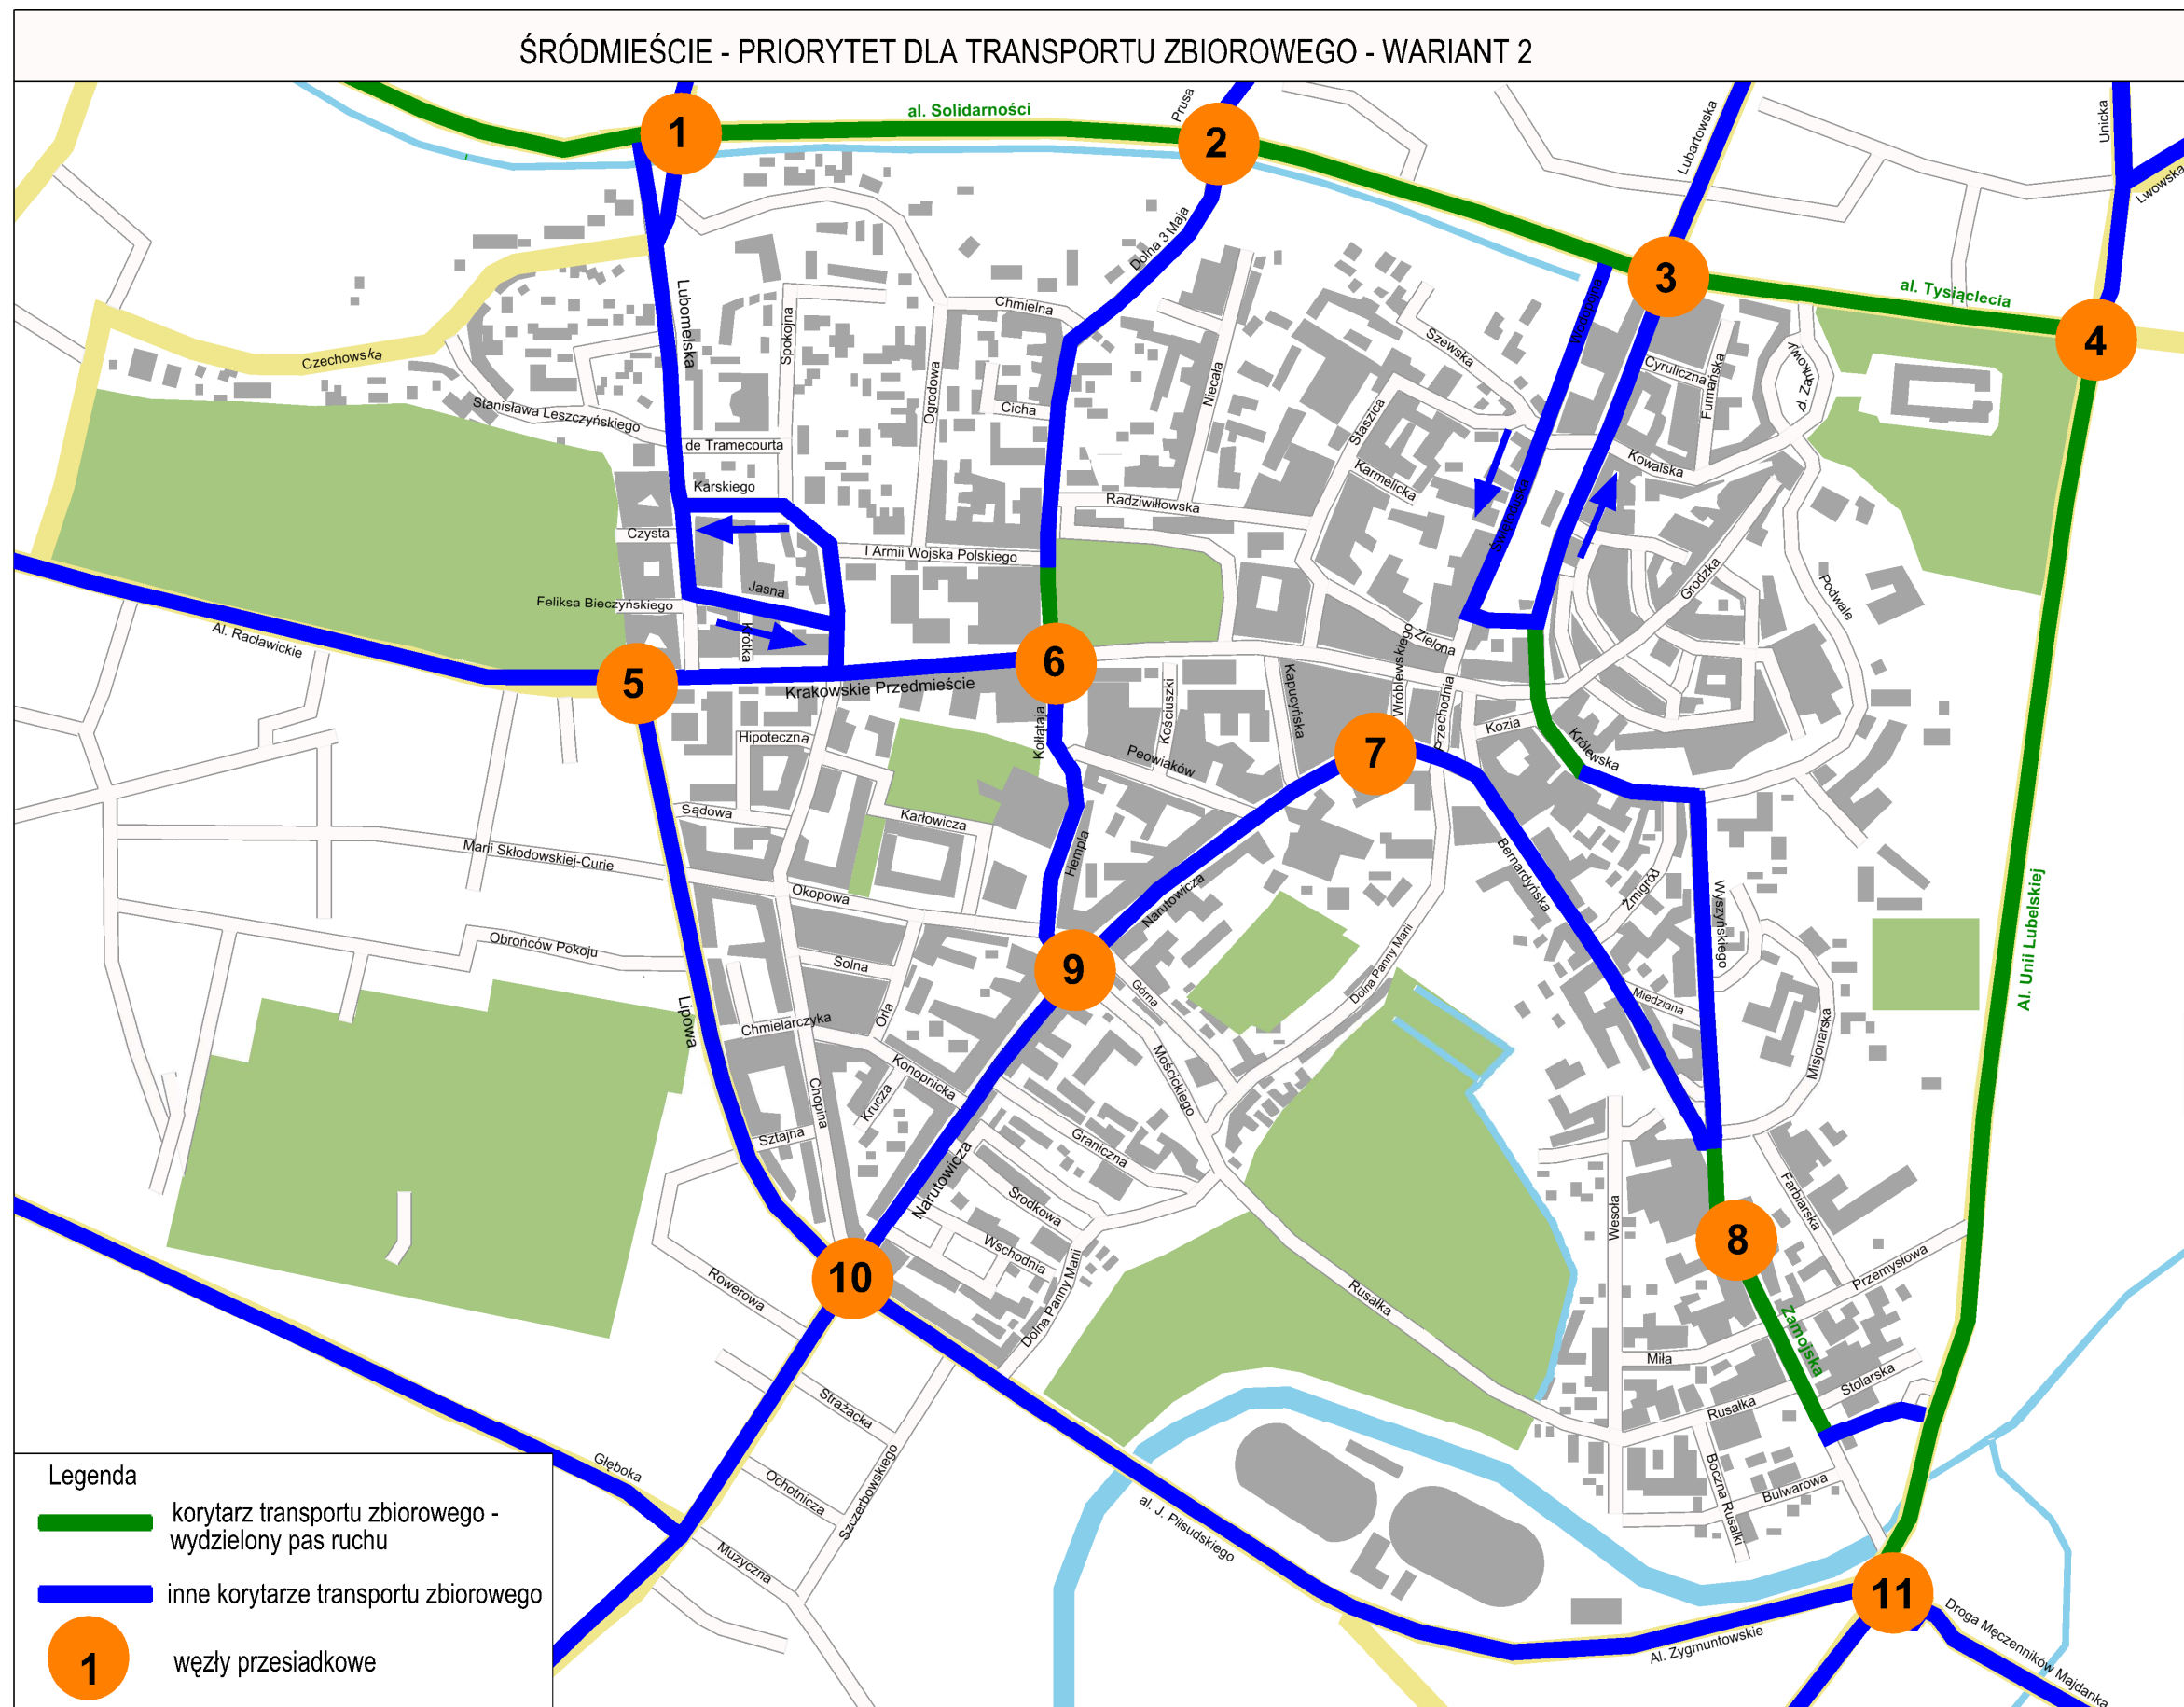 ŚRÓDMIEŚCIE - PRIORYTET DLA TRANSPORTU ZBIOROWEGO - WARIANT 2
al. Solidarności
Prusa
Lubartowska
Unicka
Lwowska
1
2
3
4
al. Tysiąclecia
Dolna 3 Maja
Wodopojna
Lubomelska
Spokojna
Chmielna
Szewska
Cyruliczna
Furmańska
pl. Zamkowy
Czechowska
Ogrodowa
Cicha
Niecała
Staszica
Stanisława Leszczyńskiego
de Tramecourta
Karmelicka
Kowalska
Karskiego
Radziwiłłowska
Świętoduska
Czysta
I Armii Wojska Polskiego
Grodzka
Podwale
Jasna
Feliksa Bieczyńskiego
Krótka
Al. Racławickie
Zielona
Wróblewskiego
5
6
Krakowskie Przedmieście
Kapucyńska
Kościuszki
Przechodnia
Kozia
Królewska
Kołłątaja
Hipoteczna
Peowiaków
7
Sądowa
Karłowicza
Hempla
Marii Skłodowskiej-Curie
Okopowa
Narutowicza
Bernardyńska
Żmigród
Wyszyńskiego
Al. Unii Lubelskiej
Obrońców Pokoju
Solna
9
Górna
Dolna Panny Marii
Miedziana
Lipowa
Chmielarczyka
Orla
Misjonarska
Konopnicka
Krucza
Mościckiego
Chopina
Sztajna
Graniczna
Narutowicza
Środkowa
Wschodnia
Farbiarska
Wesoła
8
10
Rowerowa
Dolna Panny Marii
Rusałka
Przemysłowa
Zamojska
Miła
Stolarska
Strażacka
Rusałka
Głęboka
Ochotnicza
Szczerbowskiego
Boczna Rusałki
Bulwarowa
al. J. Piłsudskiego
Muzyczna
11
Al. Zygmuntowskie
Droga Męczenników Majdanka
Legenda
korytarz transportu zbiorowego -
wydzielony pas ruchu
inne korytarze transportu zbiorowego
1
węzły przesiadkowe